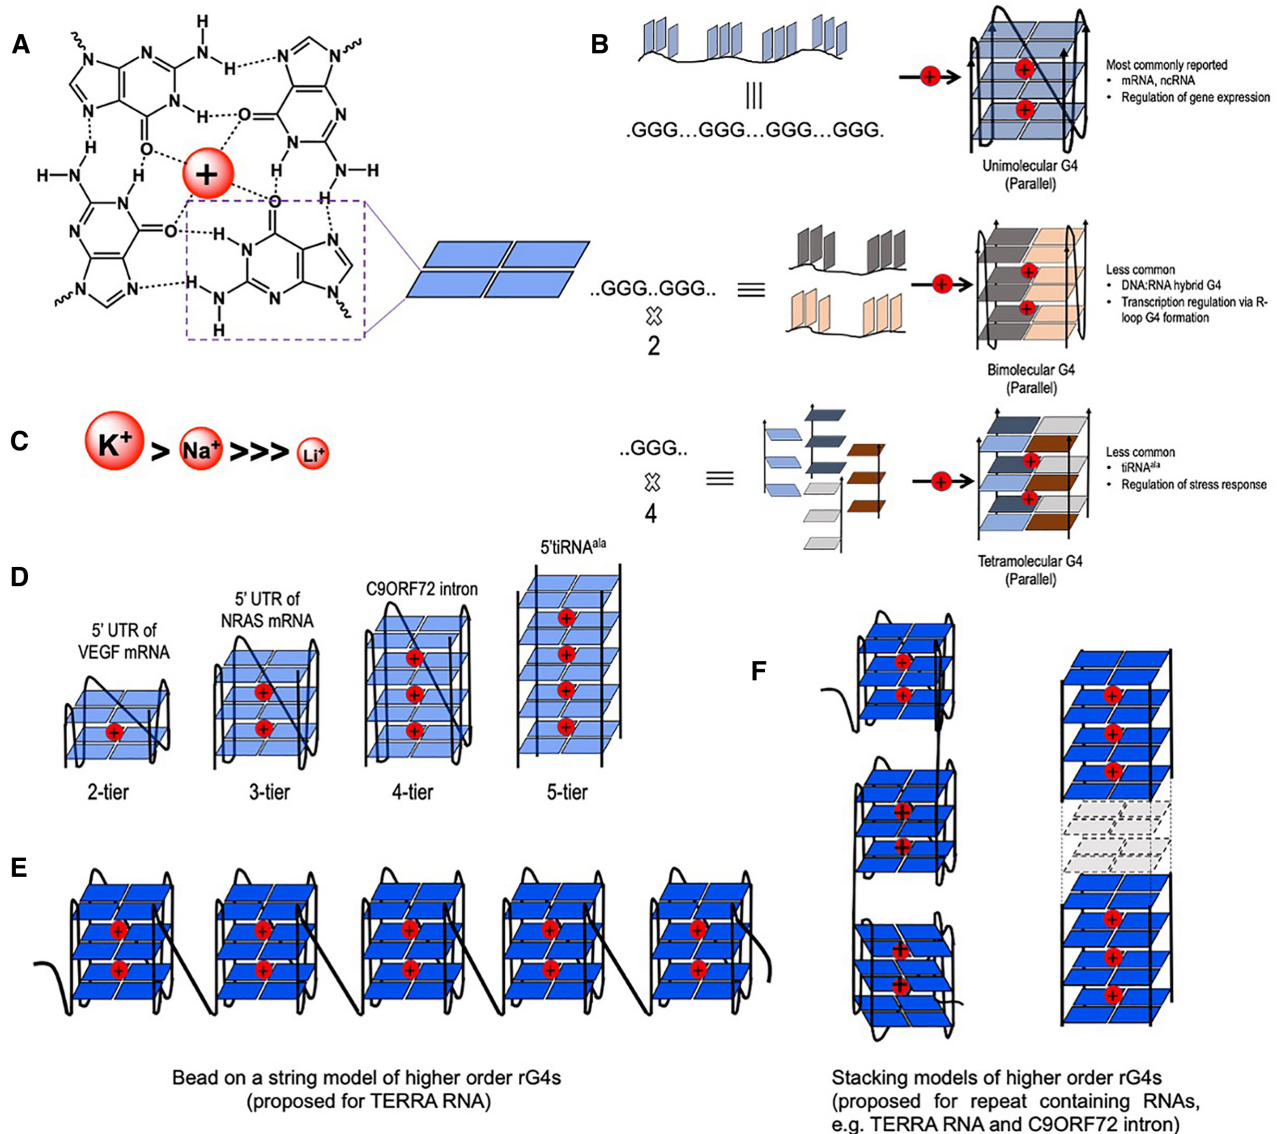 A
H
N
N
H
N
N
N
N
H
O
N
N
O
H
N
H
N
H
+
H
N
H
H
N
N
H
O
N
O
H
N
N
N
N
H
N
N
H
N
H
B
.GGG...GGG...GGG...GGG.
+
+
+
Unimolecular G4
(Parallel)
Most commonly reported
• mRNA, ncRNA
• Regulation of gene expression
..GGG..GGG..
2
+
+
+
Bimolecular G4
(Parallel)
Less common
• DNA:RNA hybrid G4
• Transcription regulation via R-
loop G4 formation
C
K+ > Na+ >>> Li+
..GGG..
4
+
+
+
Tetramolecular G4
(Parallel)
Less common
• tiRNAala
• Regulation of stress response
D
5' UTR of
VEGF mRNA
+
2-tier
5' UTR of
NRAS mRNA
+
+
3-tier
C9ORF72 intron
+
+
+
4-tier
5'tiRNAala
+
+
+
+
5-tier
E
+
+
+
+
+
+
+
+
+
+
Bead on a string model of higher order rG4s
(proposed for TERRA RNA)
F
+
+
+
+
+
+
+
+
+
+
+
+
Stacking models of higher order rG4s
(proposed for repeat containing RNAs,
e.g. TERRA RNA and C9ORF72 intron)